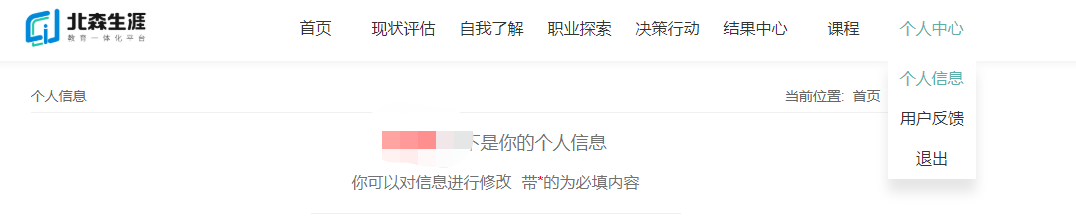 北森生涯
教育一体化平台
首页 现状评估 自我了解 职业探索 决策行动 结果中心 课程 个人中心
个人信息
用户反馈
退出
个人信息 当前位置: 首页
下是你的个人信息
你可以对信息进行修改 带*的为必填内容